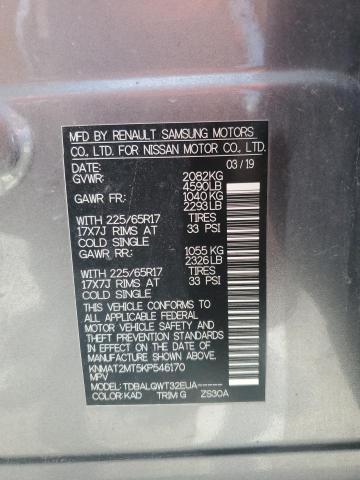 MFD BY RENAULT SAMSUNG MOTORS
CO., LTD. FOR NISSAN MOTOR CO., LTD.
DATE: 03/19
GVWR: 2082KG
4590LB
GAWR FR: 1040 KG
2293LB
WITH 225/65R17 TIRES
17X7J RIMS AT 33 PSI
COLD SINGLE
GAWR RR: 1055 KG
2326LB
WITH 225/65R17 TIRES
17X7J RIMS AT 33 PSI
COLD SINGLE
THIS VEHICLE CONFORMS TO
ALL APPLICABLE FEDERAL
MOTOR VEHICLE SAFETY
STANDARDS IN EFFECT ON THE
DATE OF MANUFACTURE
SHOWN ABOVE.
KNMAT2MT5KP546170
MPV
MODEL: TDBALGWT32EUA-----
COLOR:KAD TRIM:G ZS30A